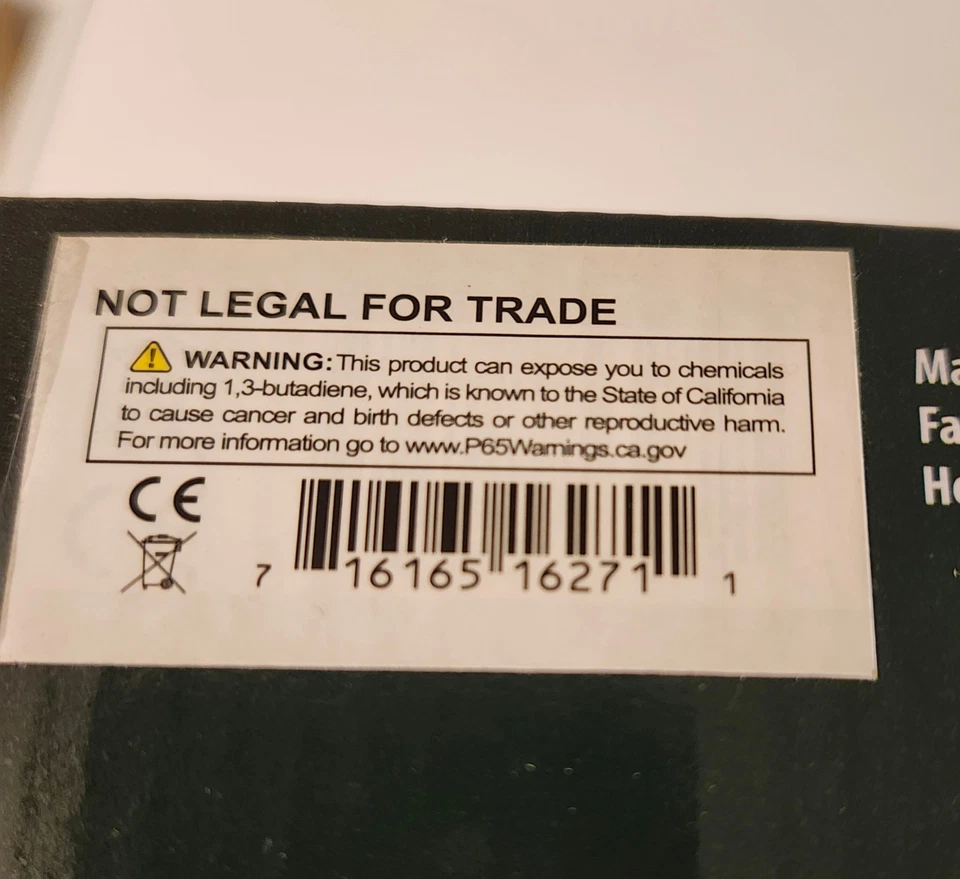 NOT LEGAL FOR TRADE
WARNING: This product can expose you to chemicals
including 1,3-butadiene, which is known to the State of California
to cause cancer and birth defects or other reproductive harm.
For more information go to www.P65Warnings.ca.gov
CE
7 16165 16271 1